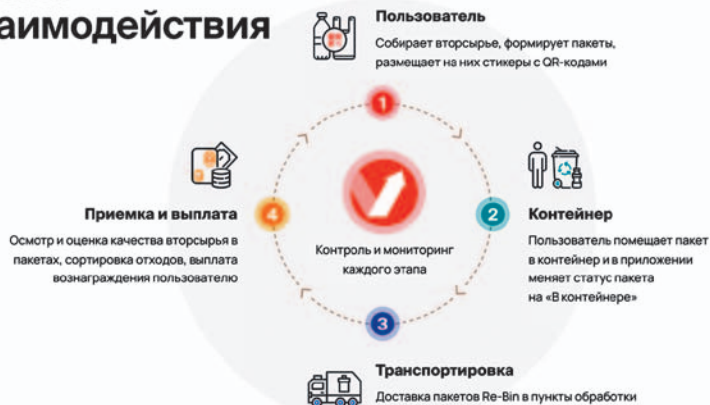 аимодействия
Пользователь
Собирает вторсырье, формирует пакеты,
размещает на них стикеры с QR-кодами
1
Приемка и выплата
Осмотр и оценка качества вторсырья в
пакетах, сортировка отходов, выплата
вознаграждения пользователю
4
Контроль и мониторинг
каждого этапа
2
Контейнер
Пользователь помещает пакет
в контейнер и в приложении
меняет статус пакета
на «В контейнере»
3
Транспортировка
Доставка пакетов Re-Bin в пункты обработки